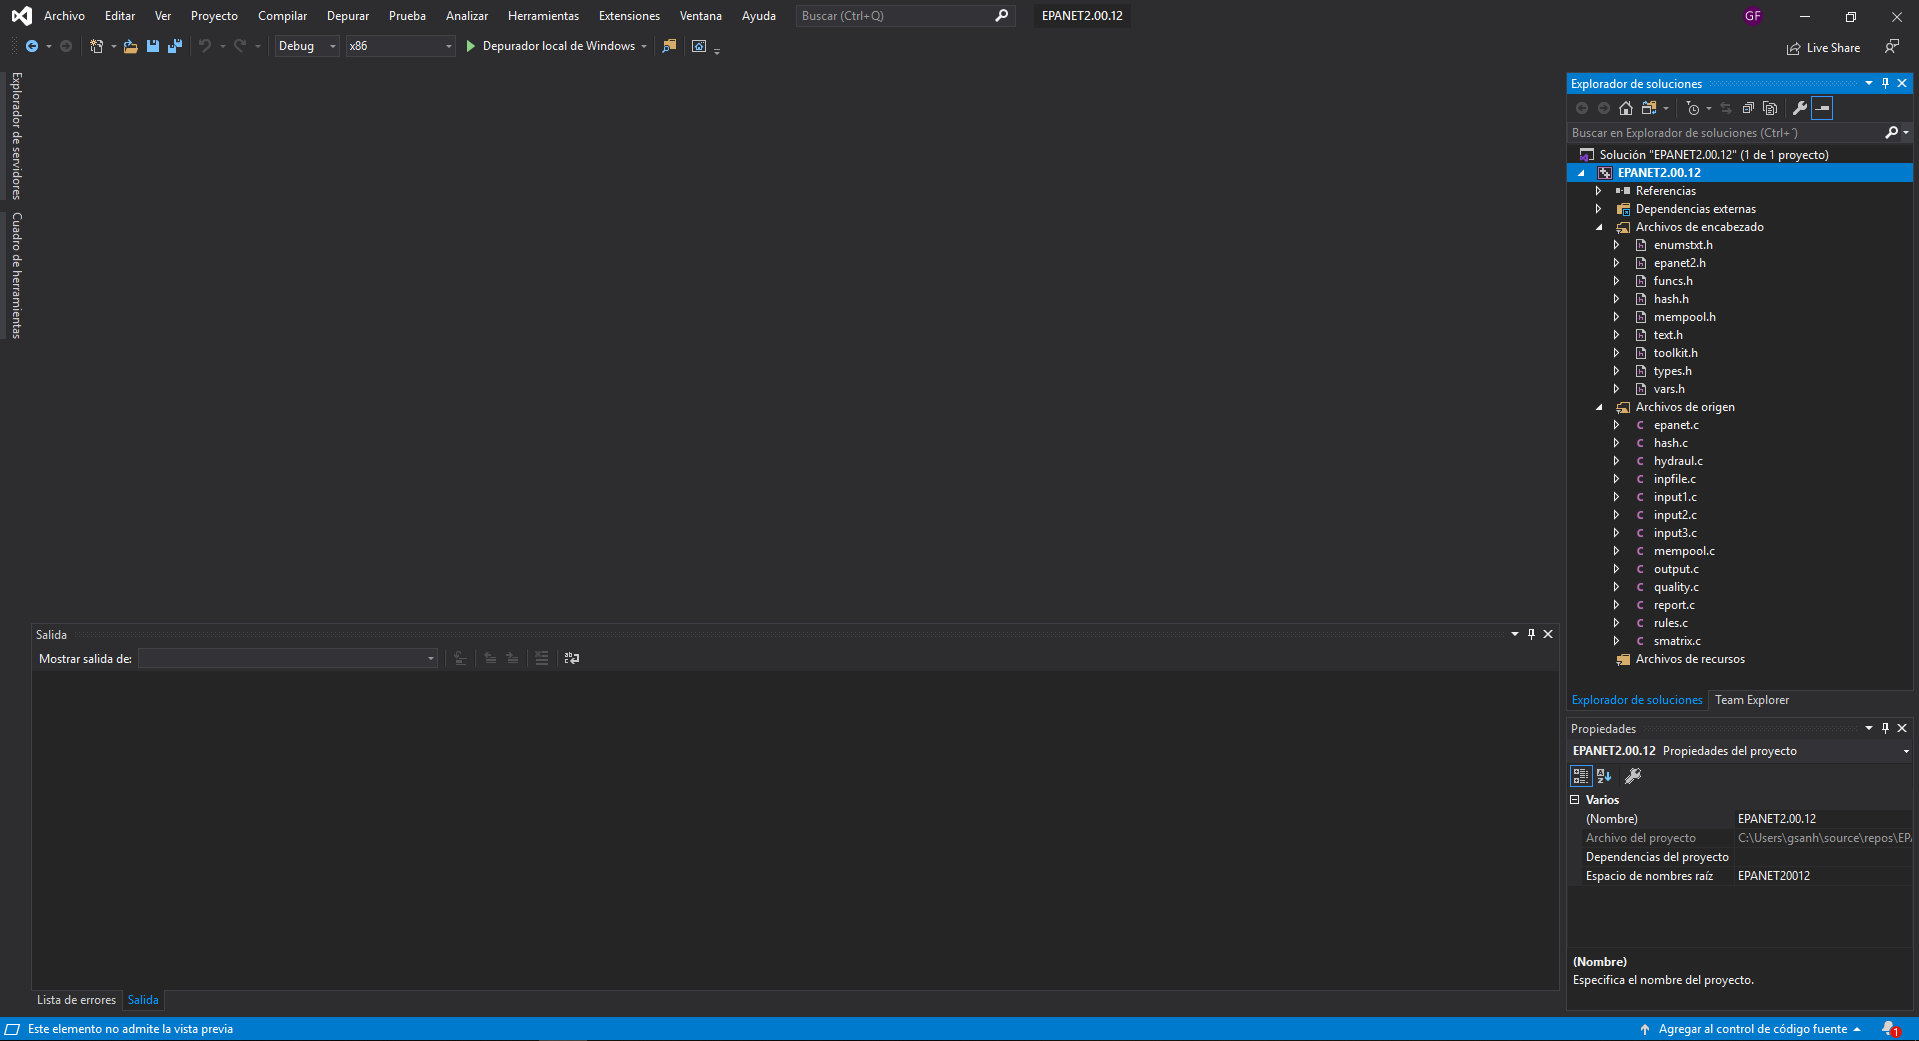 Archivo Editar Ver Proyecto Compilar Depurar Prueba Analizar Herramientas Extensiones Ventana Ayuda Buscar (Ctrl+Q) EPANET2.00.12 GF
Debug x86 Depurador local de Windows Live Share
Explorador de servidores
Cuadro de herramientas
Explorador de soluciones
Buscar en Explorador de soluciones (Ctrl+´)
Solución "EPANET2.00.12" (1 de 1 proyecto)
EPANET2.00.12
Referencias
Dependencias externas
Archivos de encabezado
enumstxt.h
epanet2.h
funcs.h
hash.h
mempool.h
text.h
toolkit.h
types.h
vars.h
Archivos de origen
epanet.c
hash.c
hydraul.c
inpfile.c
input1.c
input2.c
input3.c
mempool.c
output.c
quality.c
report.c
rules.c
smatrix.c
Archivos de recursos
Explorador de soluciones Team Explorer
Salida
Mostrar salida de:
Lista de errores Salida
Propiedades
EPANET2.00.12 Propiedades del proyecto
Varios
(Nombre) EPANET2.00.12
Archivo del proyecto C:\Users\gsanh\source\repos\EP
Dependencias del proyecto
Espacio de nombres raíz EPANET20012
(Nombre)
Especifica el nombre del proyecto.
Este elemento no admite la vista previa Agregar al control de código fuente 1